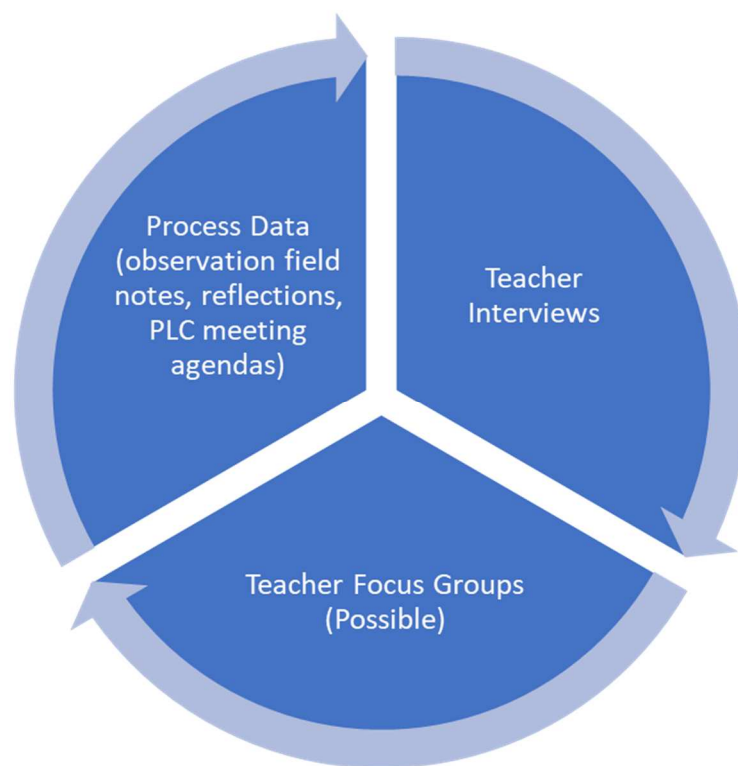 Process Data
(observation field
notes, reflections,
PLC meeting
agendas)
Teacher
Interviews
Teacher Focus Groups
(Possible)